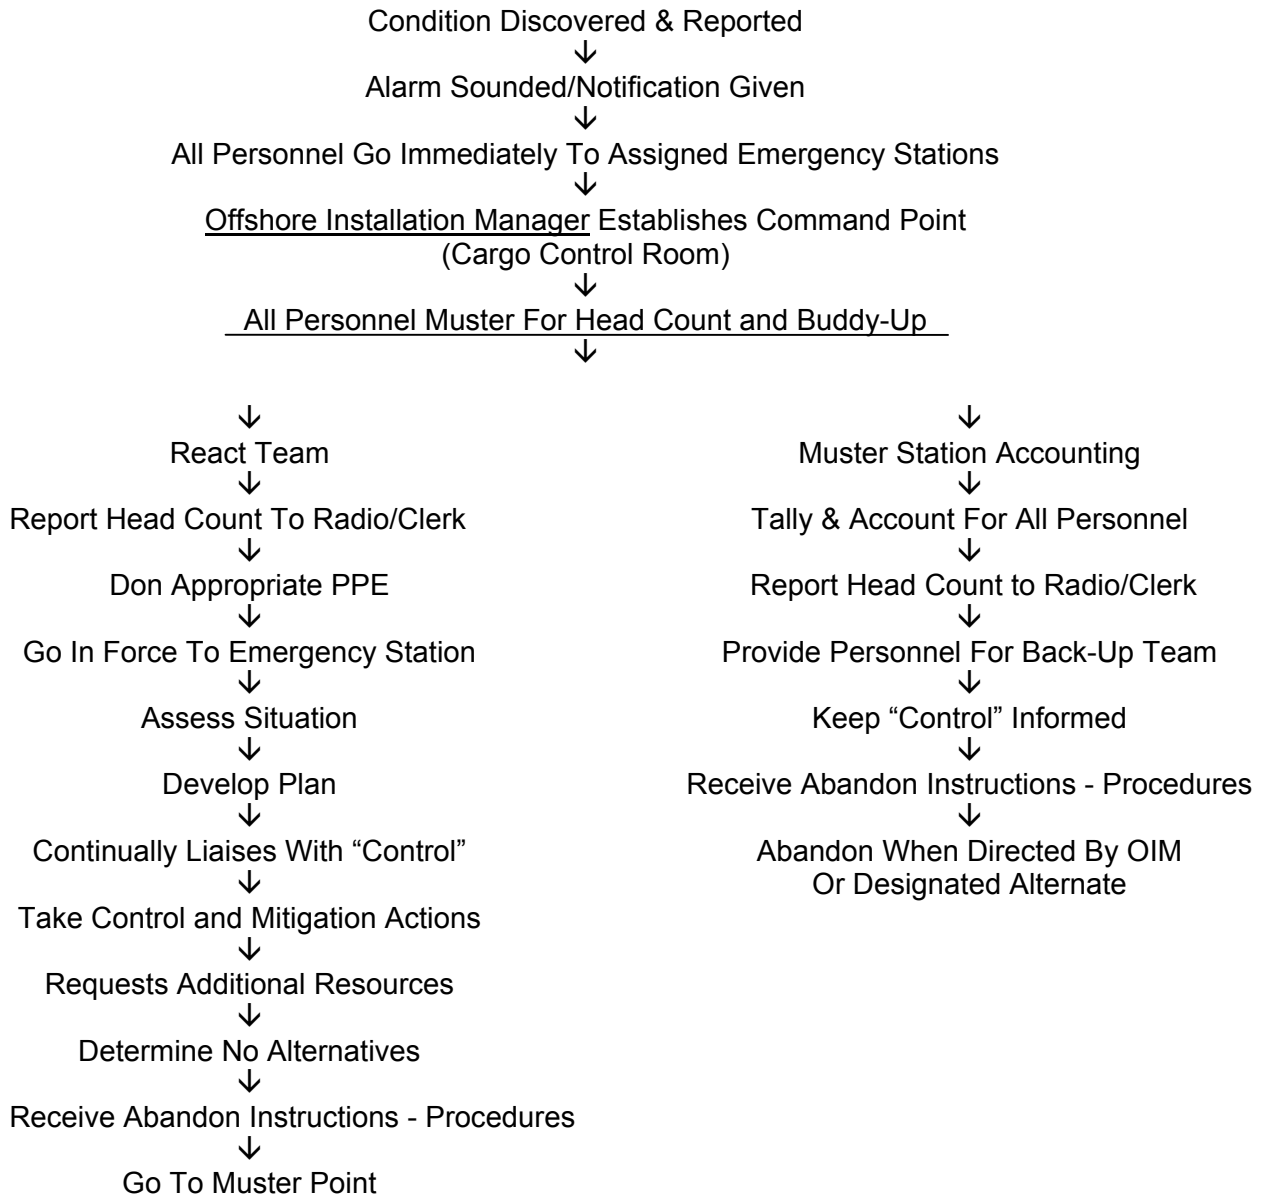 Condition Discovered & Reported
↓
Alarm Sounded/Notification Given
↓
All Personnel Go Immediately To Assigned Emergency Stations
↓
Offshore Installation Manager Establishes Command Point
(Cargo Control Room)
↓
All Personnel Muster For Head Count and Buddy-Up
↓
↓
React Team
↓
Report Head Count To Radio/Clerk
↓
Don Appropriate PPE
↓
Go In Force To Emergency Station
↓
Assess Situation
↓
Develop Plan
↓
Continually Liaises With “Control”
↓
Take Control and Mitigation Actions
↓
Requests Additional Resources
↓
Determine No Alternatives
↓
Receive Abandon Instructions - Procedures
↓
Go To Muster Point
↓
Muster Station Accounting
↓
Tally & Account For All Personnel
↓
Report Head Count to Radio/Clerk
↓
Provide Personnel For Back-Up Team
↓
Keep “Control” Informed
↓
Receive Abandon Instructions - Procedures
↓
Abandon When Directed By OIM
Or Designated Alternate